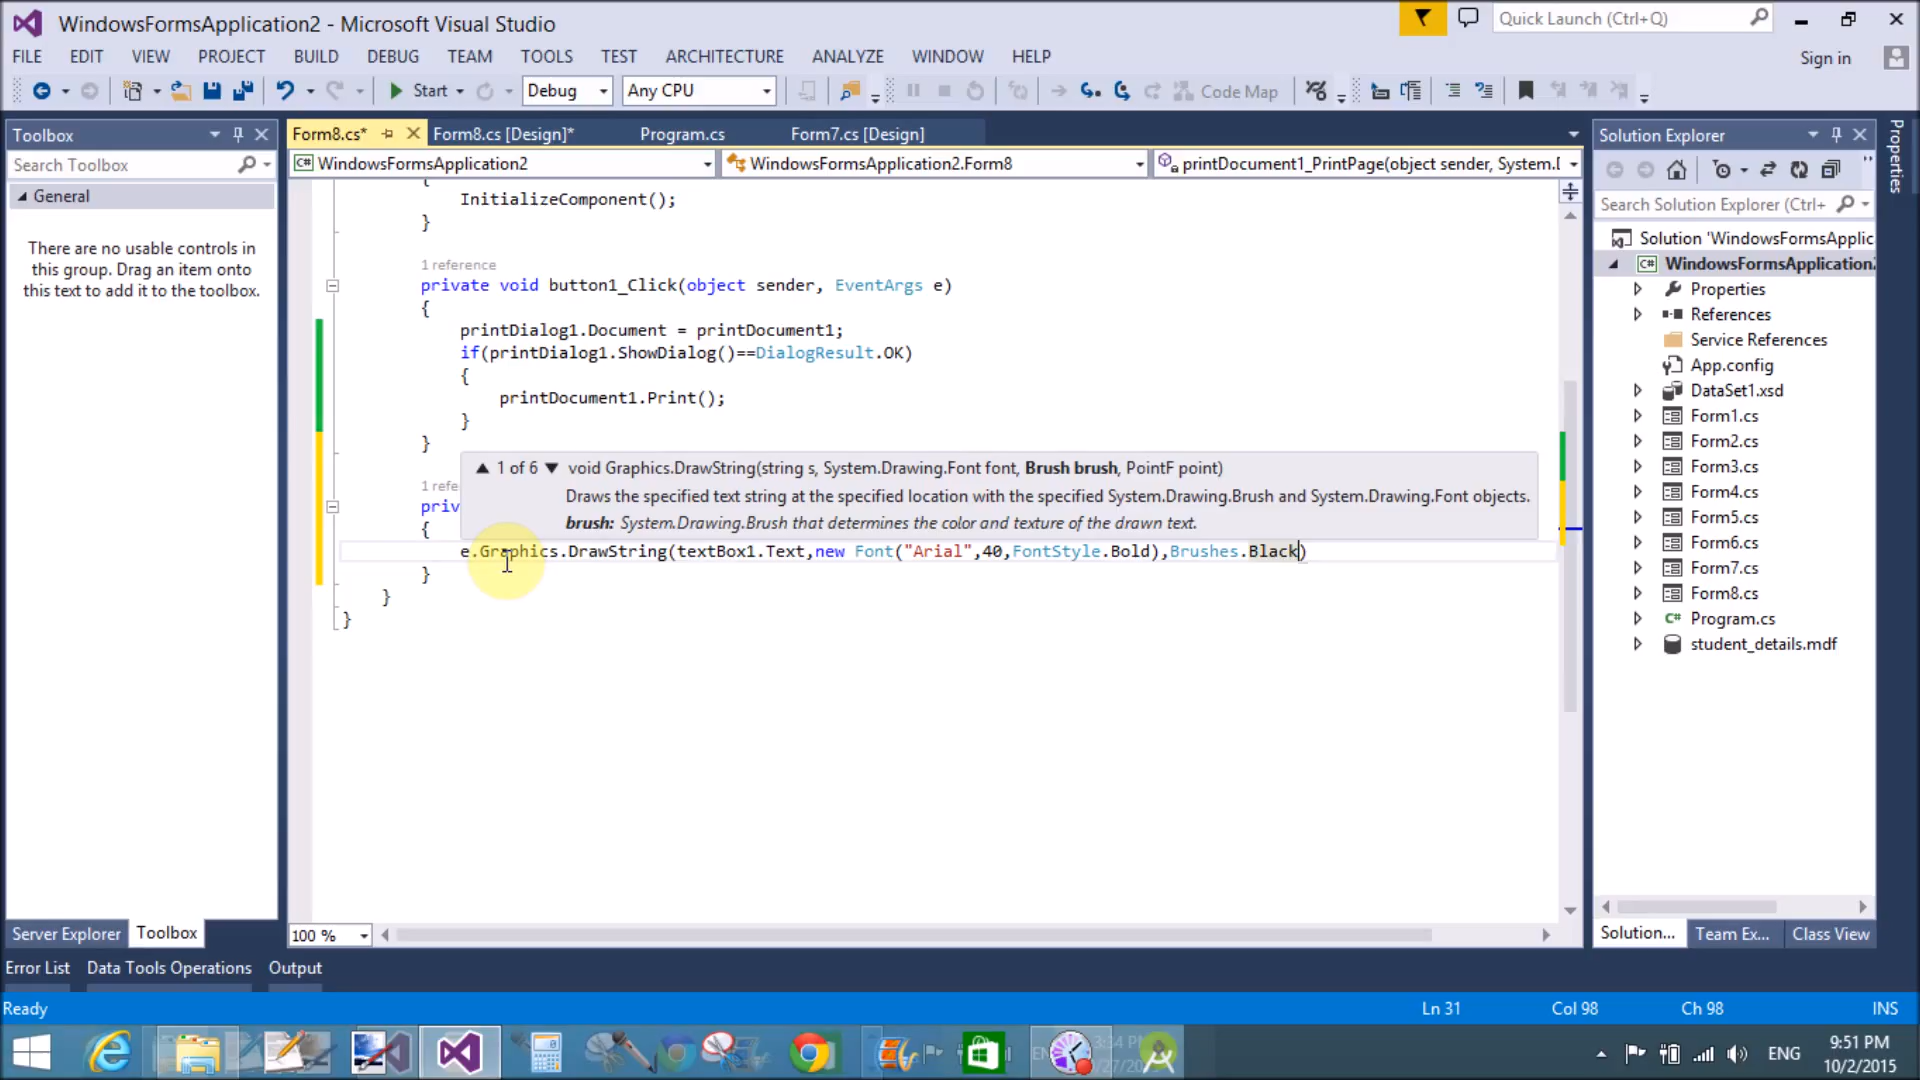 WindowsFormsApplication2 - Microsoft Visual Studio
Quick Launch (Ctrl+Q)
FILE EDIT VIEW PROJECT BUILD DEBUG TEAM TOOLS TEST ARCHITECTURE ANALYZE WINDOW HELP
Sign in
Start Debug Any CPU Code Map
Toolbox
Search Toolbox
General
There are no usable controls in
this group. Drag an item onto
this text to add it to the toolbox.
Server Explorer Toolbox
Form8.cs* Form8.cs [Design]* Program.cs Form7.cs [Design]
WindowsFormsApplication2 WindowsFormsApplication2.Form8 printDocument1_PrintPage(object sender, System.D
{
InitializeComponent();
}
1 reference
private void button1_Click(object sender, EventArgs e)
{
printDialog1.Document = printDocument1;
if(printDialog1.ShowDialog()==DialogResult.OK)
{
printDocument1.Print();
}
}
1 refe
priv
1 of 6 void Graphics.DrawString(string s, System.Drawing.Font font, Brush brush, PointF point)
Draws the specified text string at the specified location with the specified System.Drawing.Brush and System.Drawing.Font objects.
brush: System.Drawing.Brush that determines the color and texture of the drawn text.
{
e.Graphics.DrawString(textBox1.Text,new Font("Arial",40,FontStyle.Bold),Brushes.Black)
}
}
}
100 %
Solution Explorer
Search Solution Explorer (Ctrl+
Solution 'WindowsFormsApplic
WindowsFormsApplication2
Properties
References
Service References
App.config
DataSet1.xsd
Form1.cs
Form2.cs
Form3.cs
Form4.cs
Form5.cs
Form6.cs
Form7.cs
Form8.cs
Program.cs
student_details.mdf
Solution... Team Ex... Class View
Properties
Error List Data Tools Operations Output
Ready Ln 31 Col 98 Ch 98 INS
ENG 9:51 PM
10/2/2015